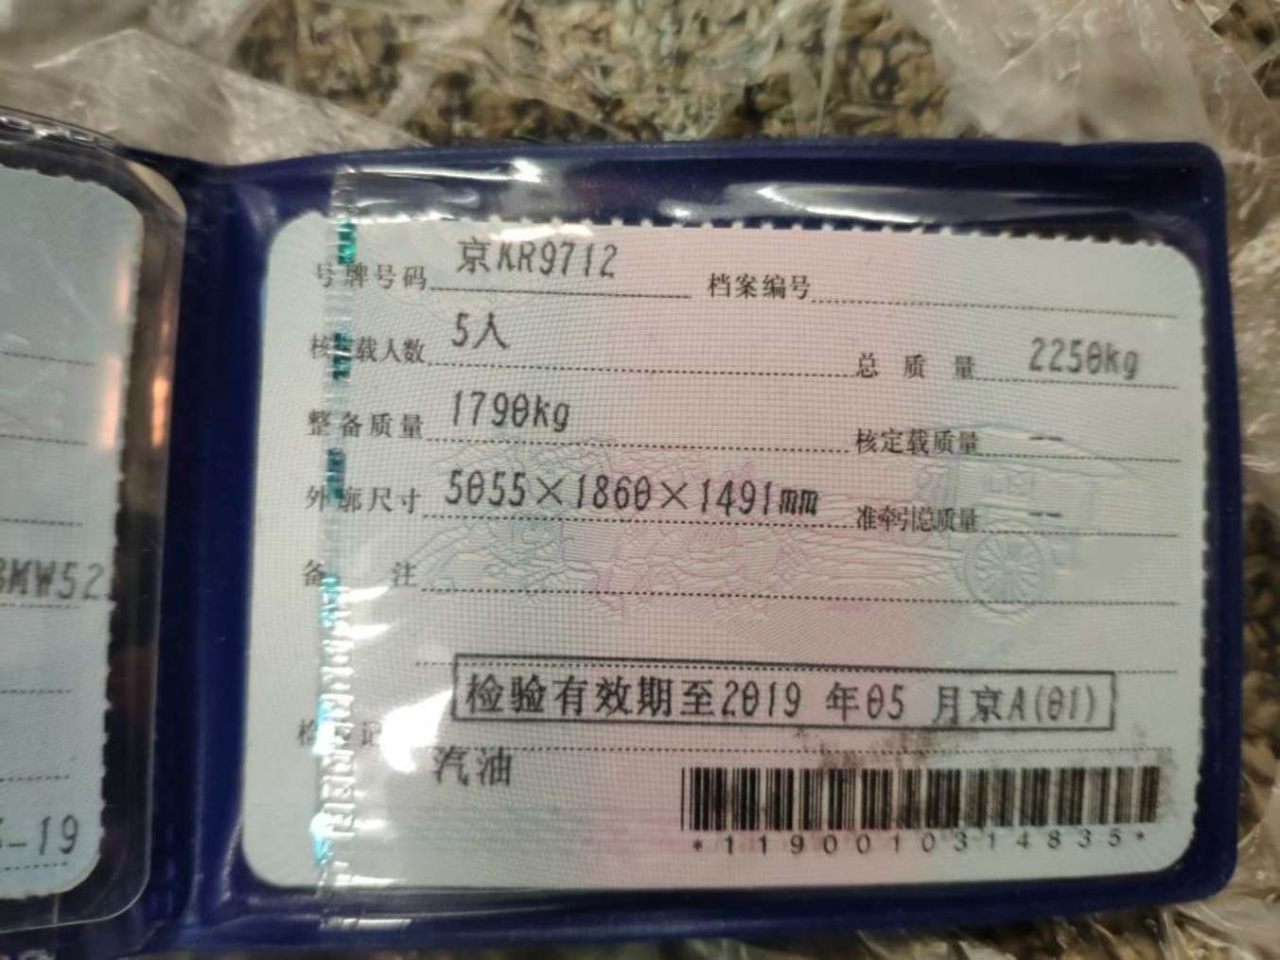 号牌号码 京KR9712 档案编号
核定载人数 5人 总质量 2250kg
整备质量 1790kg 核定载质量 --
外廓尺寸 5055×1860×1491mm 准牵引总质量 --
备注
检验有效期至2019 年05 月京A(01)
汽油
*1190010314835*
BMW52
-19